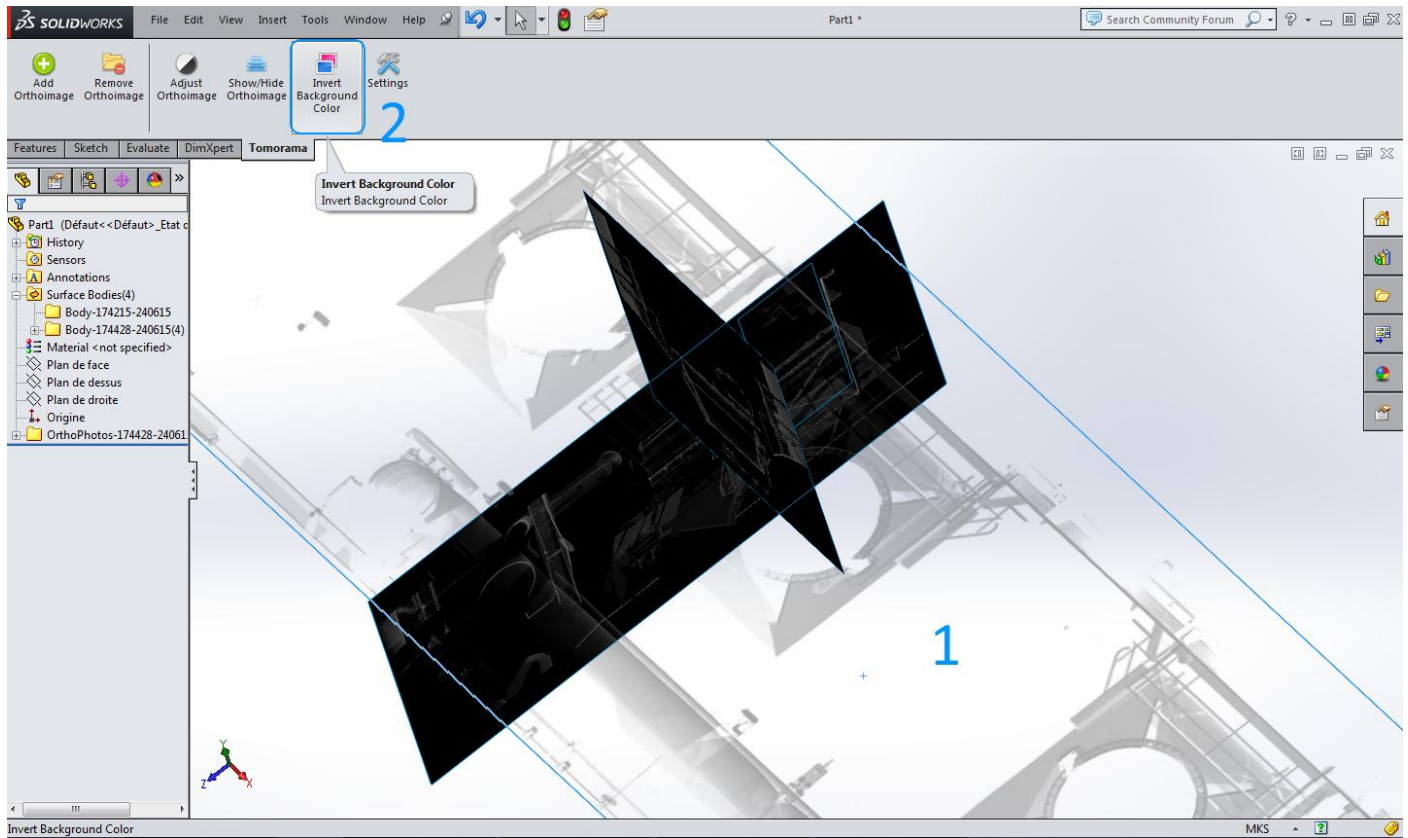 SOLIDWORKS File Edit View Insert Tools Window Help Part1 * Search Community Forum ?
Add Orthoimage
Remove Orthoimage
Adjust Orthoimage
Show/Hide Orthoimage
Invert Background Color
Settings
2
Features Sketch Evaluate DimXpert Tomorama
Invert Background Color
Invert Background Color
Part1 (Défaut<<Défaut>_Etat d
History
Sensors
Annotations
Surface Bodies(4)
Body-174215-240615
Body-174428-240615(4)
Material <not specified>
Plan de face
Plan de dessus
Plan de droite
Origine
OrthoPhotos-174428-24061
1
Y
Z X
Invert Background Color MKS ?